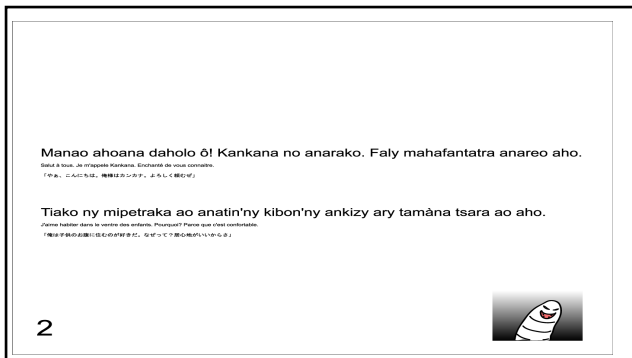 Manao ahoana daholo ô! Kankana no anarako. Faly mahafantatra anareo aho.
Salut à tous. Je m'appele Kankana. Enchanté de vous connaitre.
「やぁ、こんにちは。俺様はカンカナ。よろしく頼むぜ」
Tiako ny mipetraka ao anatin'ny kibon'ny ankizy ary tamàna tsara ao aho.
J'aime habiter dans le ventre des enfants. Pourquoi? Parce que c'est confortable.
「俺は子供のお腹に住むのが好きだ。なぜって？居心地がいいからさ」
2